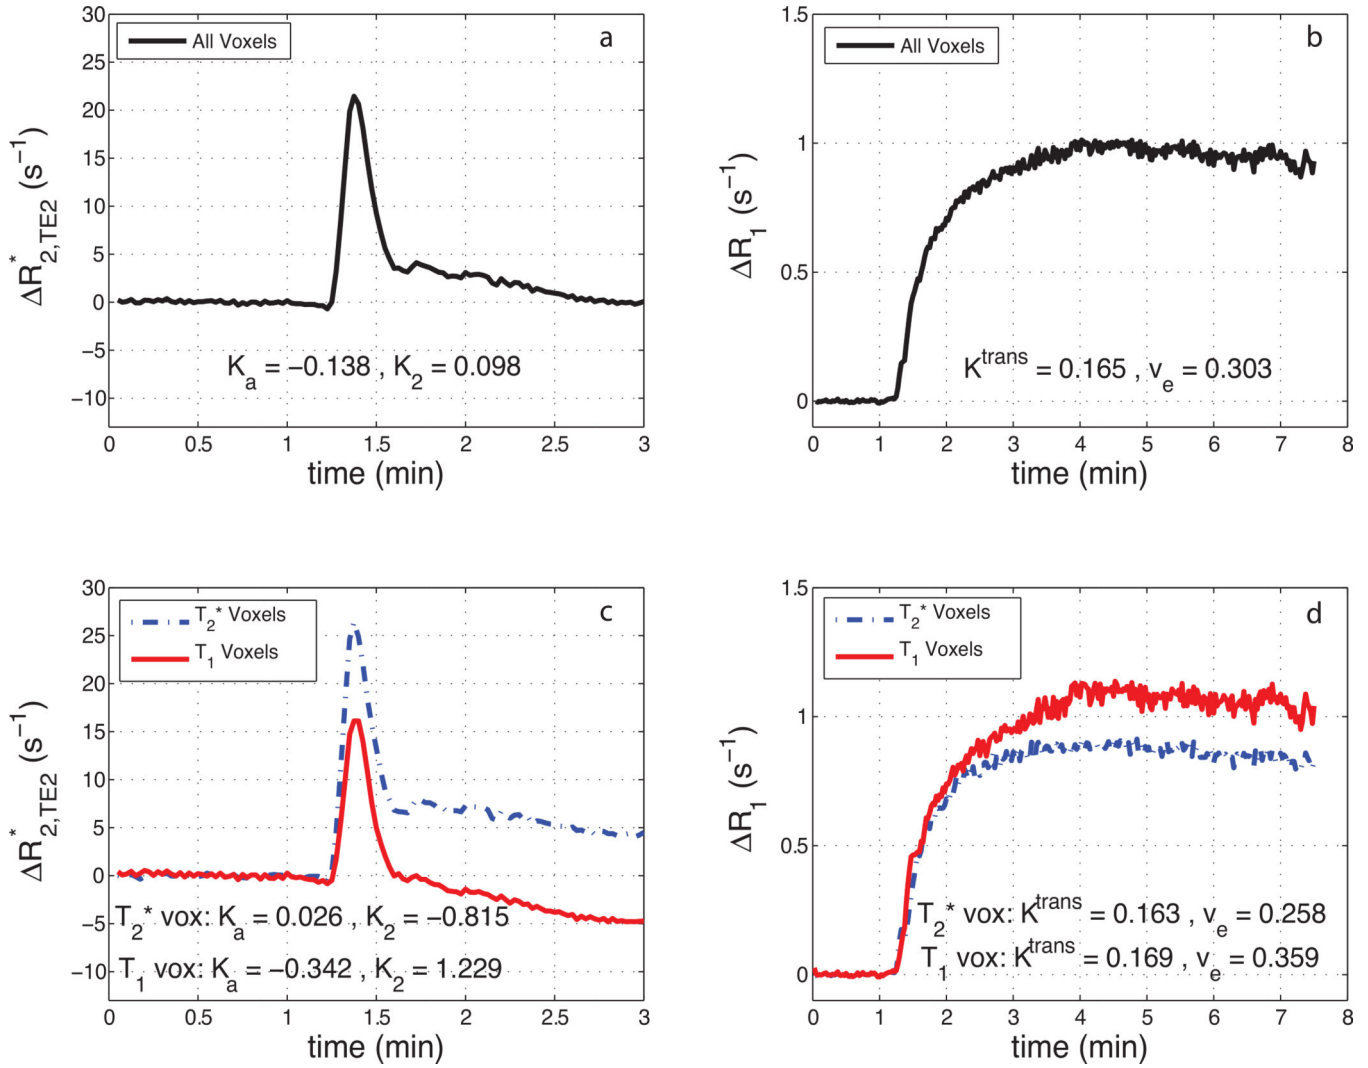 a
All Voxels
30
25
20
15
10
5
0
−5
−10
ΔR*2,TE2 (s−1)
Ka = −0.138 , K2 = 0.098
0 0.5 1 1.5 2 2.5 3
time (min)
b
All Voxels
1.5
1
0.5
0
ΔR1 (s−1)
Ktrans = 0.165 , ve = 0.303
0 1 2 3 4 5 6 7 8
time (min)
c
T2* Voxels
T1 Voxels
30
25
20
15
10
5
0
−5
−10
ΔR*2,TE2 (s−1)
T2* vox: Ka = 0.026 , K2 = −0.815
T1 vox: Ka = −0.342 , K2 = 1.229
0 0.5 1 1.5 2 2.5 3
time (min)
d
T2* Voxels
T1 Voxels
1.5
1
0.5
0
ΔR1 (s−1)
T2* vox: Ktrans = 0.163 , ve = 0.258
T1 vox: Ktrans = 0.169 , ve = 0.359
0 1 2 3 4 5 6 7 8
time (min)